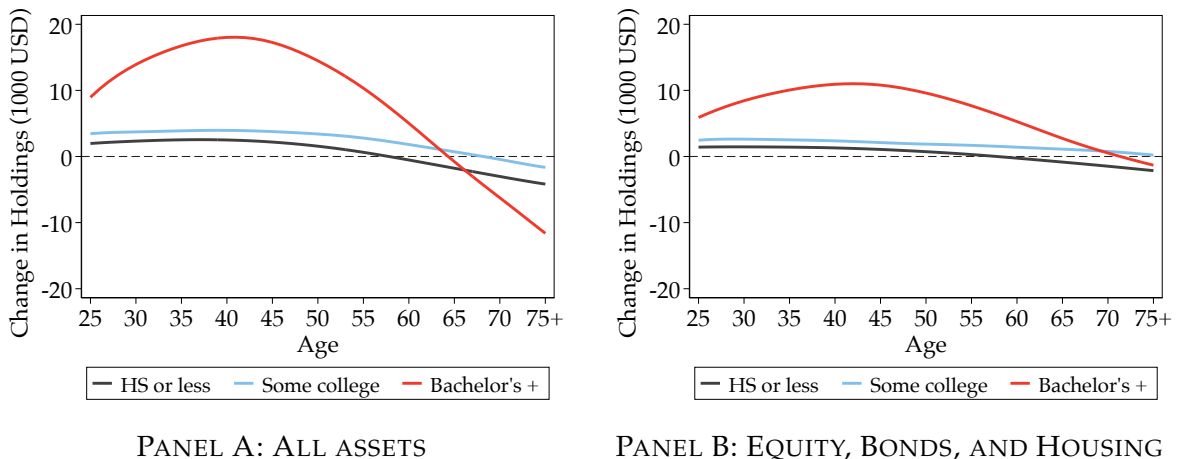 Change in Holdings (1000 USD)
20
10
0
-10
-20
25 30 35 40 45 50 55 60 65 70 75+
Age
HS or less Some college Bachelor's +
PANEL A: ALL ASSETS
Change in Holdings (1000 USD)
20
10
0
-10
-20
25 30 35 40 45 50 55 60 65 70 75+
Age
HS or less Some college Bachelor's +
PANEL B: EQUITY, BONDS, AND HOUSING